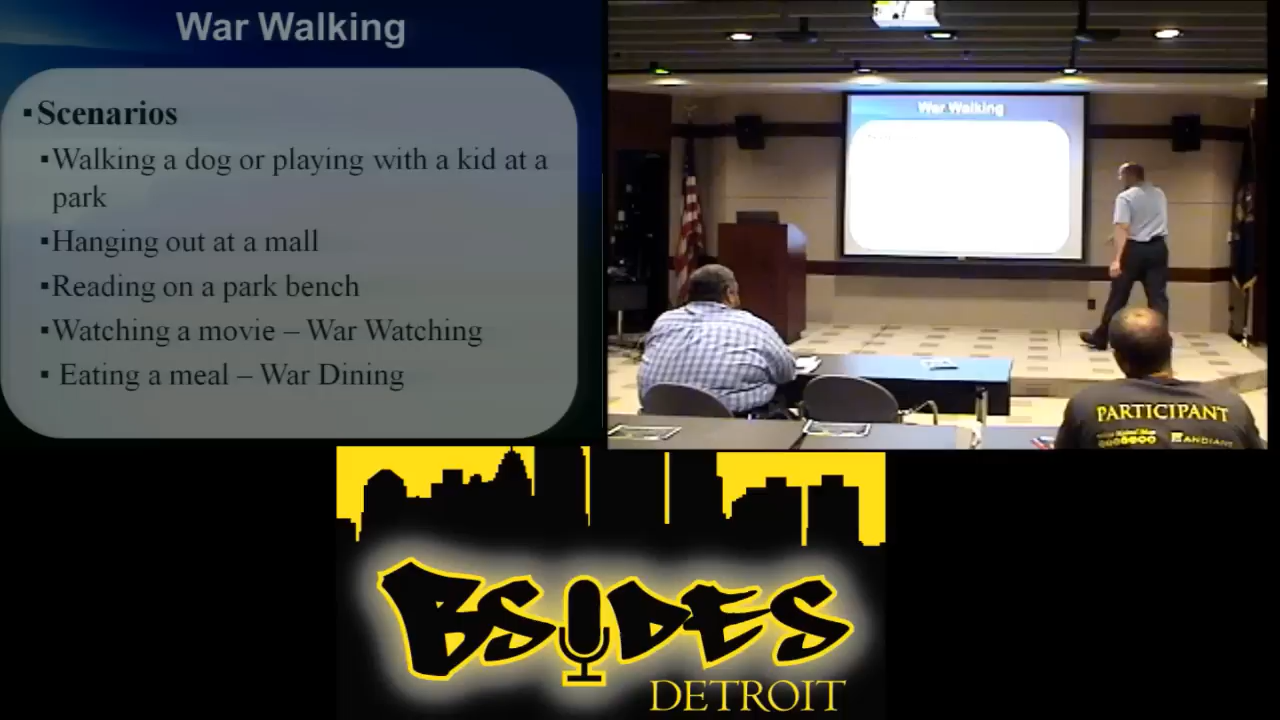 War Walking
▪Scenarios
▪Walking a dog or playing with a kid at a
park
▪Hanging out at a mall
▪Reading on a park bench
▪Watching a movie – War Watching
▪ Eating a meal – War Dining
War Walking
PARTICIPANT
BSIDES
DETROIT